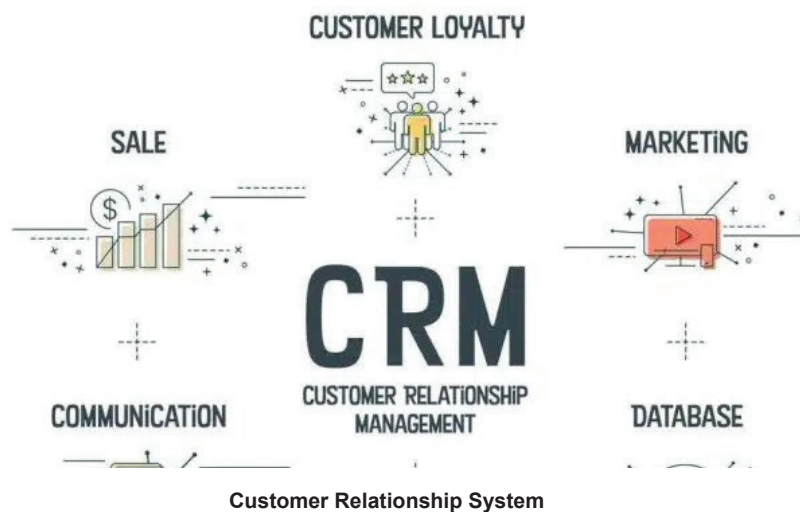 CUSTOMER LOYALTY
SALE
MARKETiNG
$
CRM
CUSTOMER RELATiONSHiP
MANAGEMENT
COMMUNiCATiON
DATABASE
Customer Relationship System